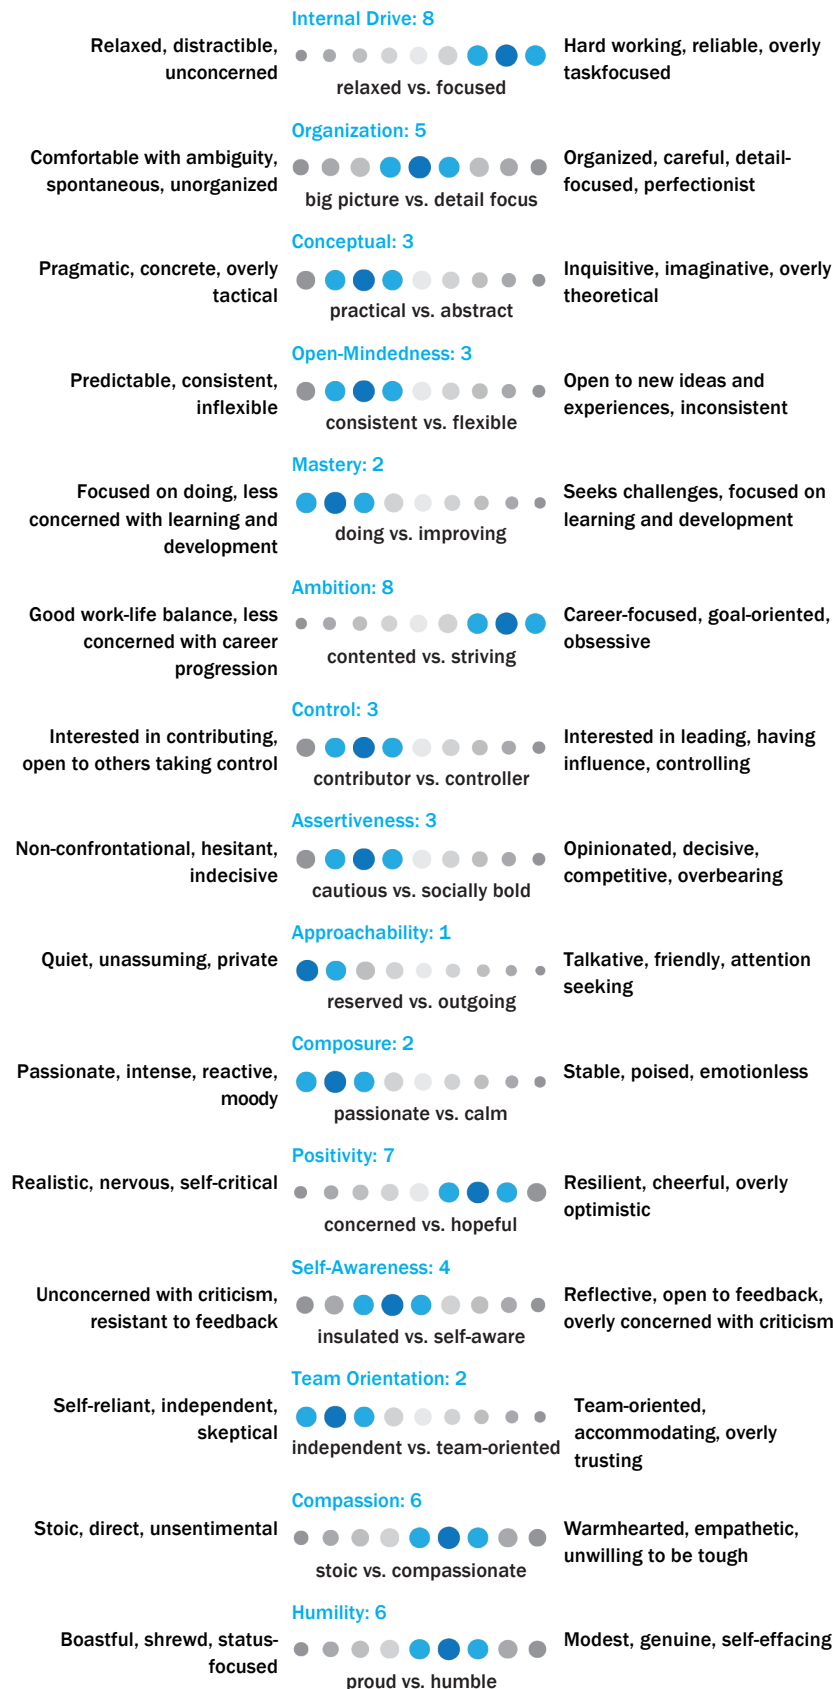 Internal Drive: 8
Relaxed, distractible,
unconcerned
Hard working, reliable, overly
taskfocused
relaxed vs. focused
Organization: 5
Comfortable with ambiguity,
spontaneous, unorganized
Organized, careful, detail-
focused, perfectionist
big picture vs. detail focus
Conceptual: 3
Pragmatic, concrete, overly
tactical
Inquisitive, imaginative, overly
theoretical
practical vs. abstract
Open-Mindedness: 3
Predictable, consistent,
inflexible
Open to new ideas and
experiences, inconsistent
consistent vs. flexible
Mastery: 2
Focused on doing, less
concerned with learning and
development
Seeks challenges, focused on
learning and development
doing vs. improving
Ambition: 8
Good work-life balance, less
concerned with career
progression
Career-focused, goal-oriented,
obsessive
contented vs. striving
Control: 3
Interested in contributing,
open to others taking control
Interested in leading, having
influence, controlling
contributor vs. controller
Assertiveness: 3
Non-confrontational, hesitant,
indecisive
Opinionated, decisive,
competitive, overbearing
cautious vs. socially bold
Approachability: 1
Quiet, unassuming, private
Talkative, friendly, attention
seeking
reserved vs. outgoing
Composure: 2
Passionate, intense, reactive,
moody
Stable, poised, emotionless
passionate vs. calm
Positivity: 7
Realistic, nervous, self-critical
Resilient, cheerful, overly
optimistic
concerned vs. hopeful
Self-Awareness: 4
Unconcerned with criticism,
resistant to feedback
Reflective, open to feedback,
overly concerned with criticism
insulated vs. self-aware
Team Orientation: 2
Self-reliant, independent,
skeptical
Team-oriented,
accommodating, overly
trusting
independent vs. team-oriented
Compassion: 6
Stoic, direct, unsentimental
Warmhearted, empathetic,
unwilling to be tough
stoic vs. compassionate
Humility: 6
Boastful, shrewd, status-
focused
Modest, genuine, self-effacing
proud vs. humble